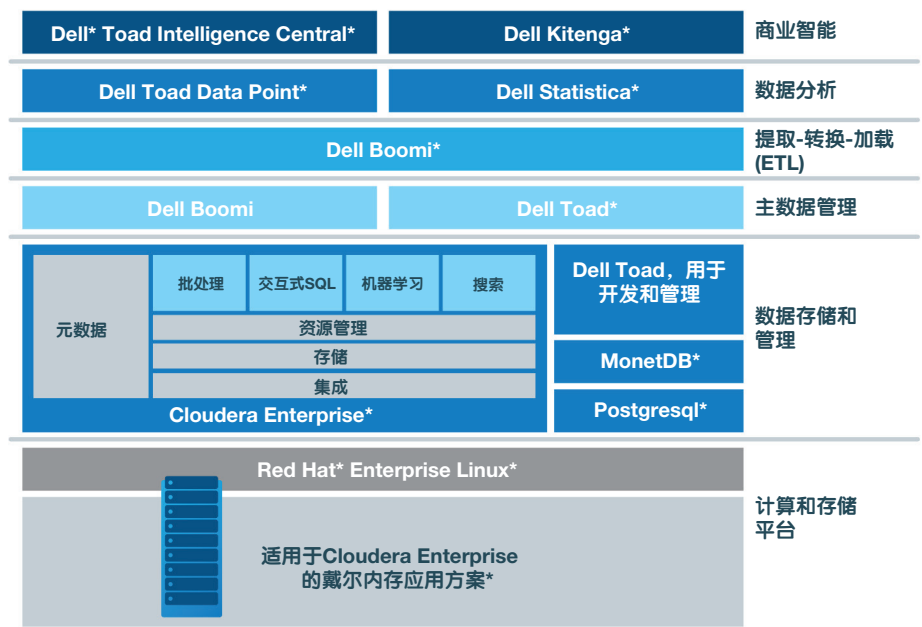 Dell* Toad Intelligence Central*
Dell Kitenga*
商业智能
Dell Toad Data Point*
Dell Statistica*
数据分析
Dell Boomi*
提取-转换-加载
(ETL)
Dell Boomi
Dell Toad*
主数据管理
元数据
批处理
交互式SQL
机器学习
搜索
资源管理
存储
集成
Cloudera Enterprise*
Dell Toad，用于
开发和管理
MonetDB*
Postgresql*
数据存储和
管理
Red Hat* Enterprise Linux*
适用于Cloudera Enterprise
的戴尔内存应用方案*
计算和存储
平台